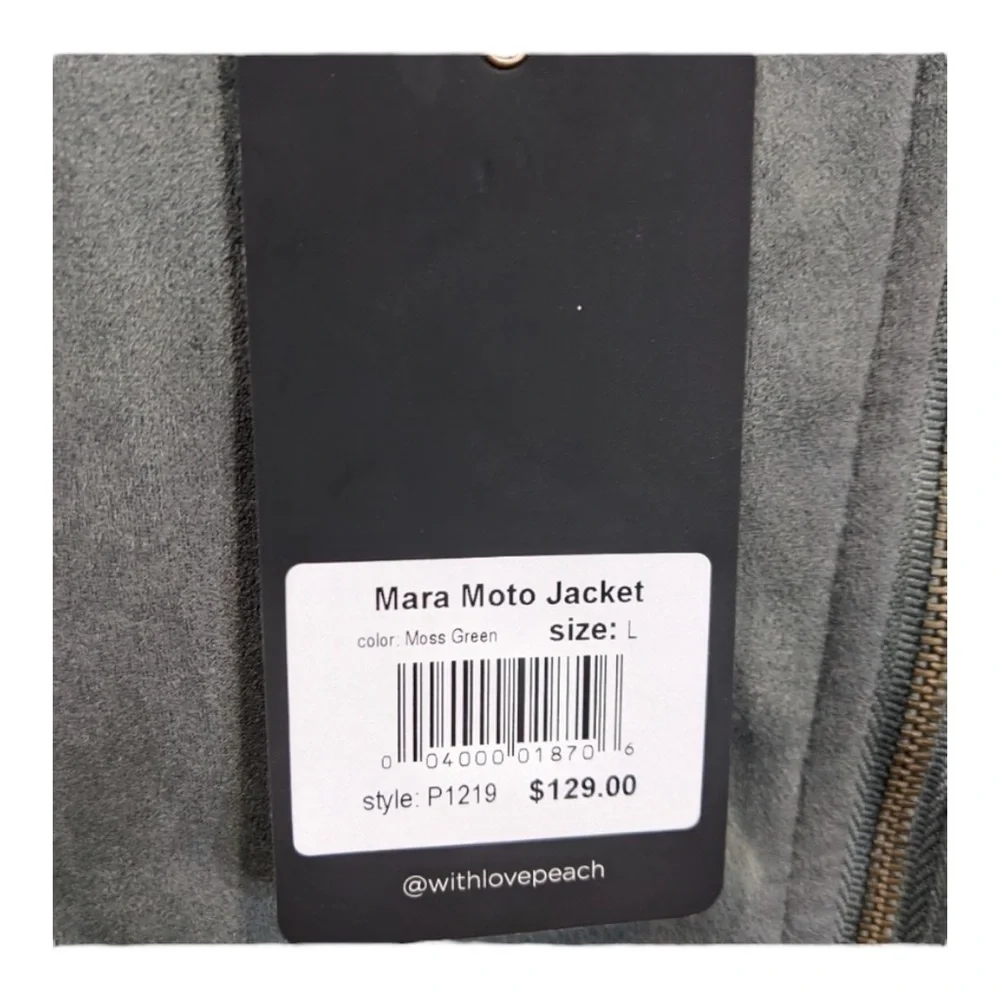 Mara Moto Jacket
color: Moss Green size: L
0 04000 01870 6
style: P1219 $129.00
@withlovepeach